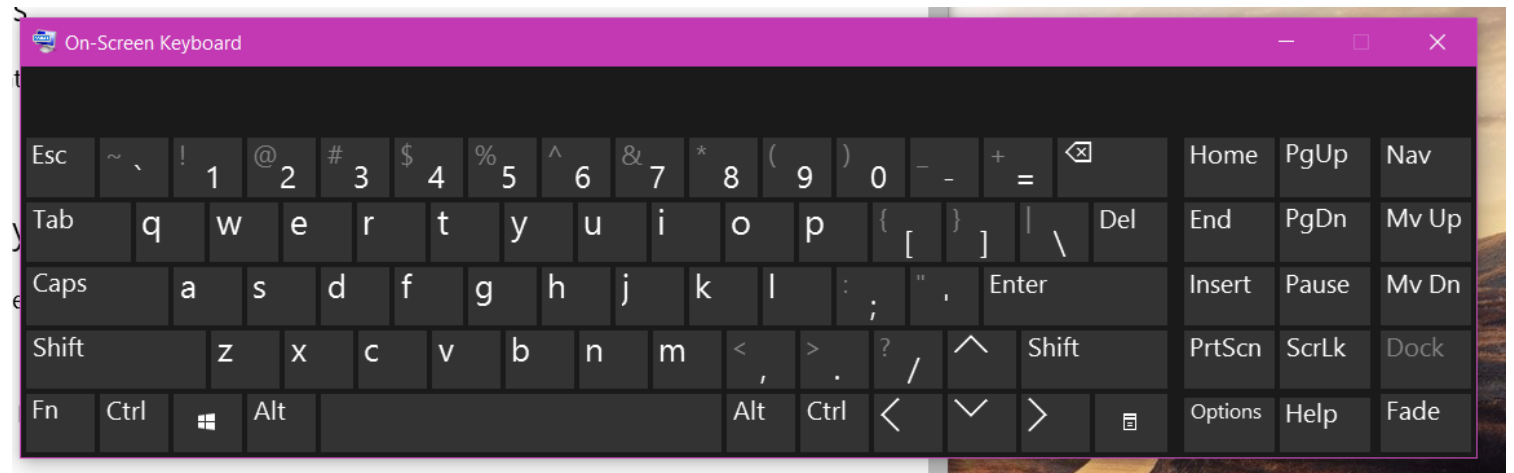 On-Screen Keyboard
Esc ~ ` ! 1 @ 2 # 3 $ 4 % 5 ^ 6 & 7 * 8 ( 9 ) 0 _ - + = Home PgUp Nav
Tab q w e r t y u i o p { [ } ] | \ Del End PgDn Mv Up
Caps a s d f g h j k l : ; " ' Enter Insert Pause Mv Dn
Shift z x c v b n m < , > . ? / Shift PrtScn ScrLk Dock
Fn Ctrl Alt Alt Ctrl Options Help Fade